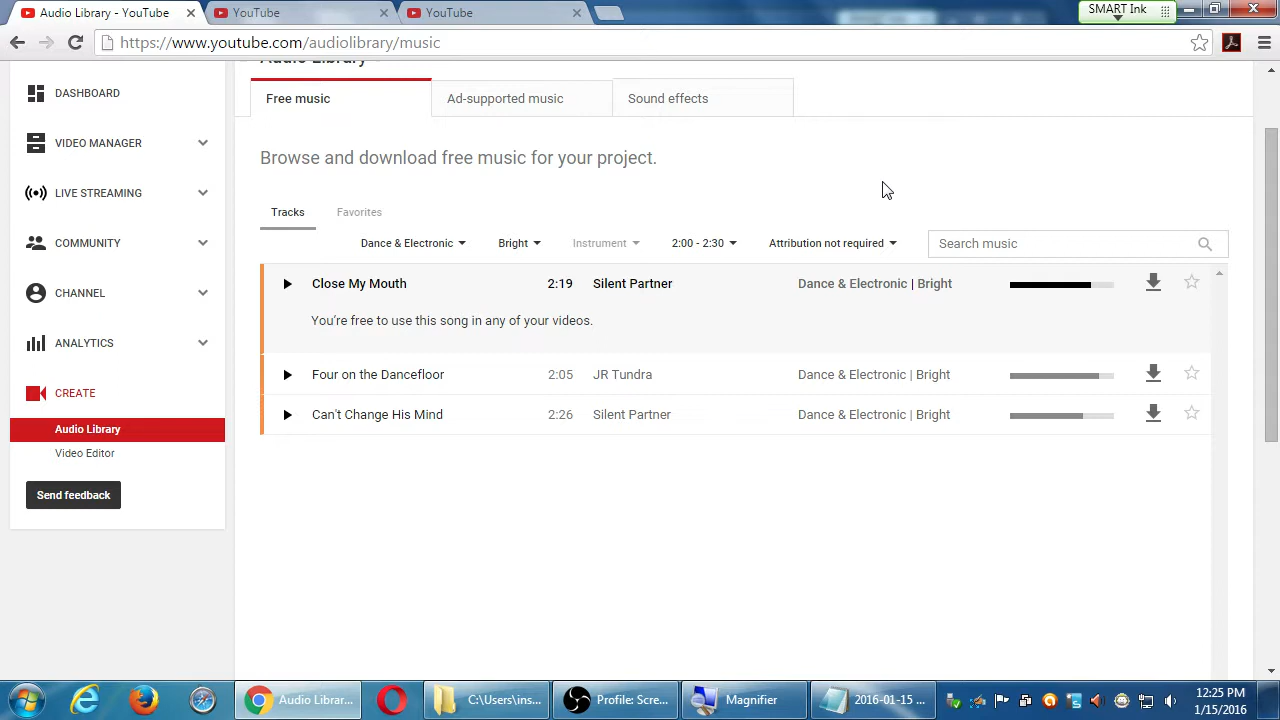 Audio Library - YouTube
YouTube
YouTube
SMART Ink
https://www.youtube.com/audiolibrary/music
Audio Library
DASHBOARD
VIDEO MANAGER
LIVE STREAMING
COMMUNITY
CHANNEL
ANALYTICS
CREATE
Audio Library
Video Editor
Send feedback
Free music
Ad-supported music
Sound effects
Browse and download free music for your project.
Tracks
Favorites
Dance & Electronic
Bright
Instrument
2:00 - 2:30
Attribution not required
Search music
Close My Mouth 2:19 Silent Partner Dance & Electronic | Bright
You're free to use this song in any of your videos.
Four on the Dancefloor 2:05 JR Tundra Dance & Electronic | Bright
Can't Change His Mind 2:26 Silent Partner Dance & Electronic | Bright
Audio Librar...
C:\Users\ins...
Profile: Scre...
Magnifier
2016-01-15 ...
12:25 PM
1/15/2016